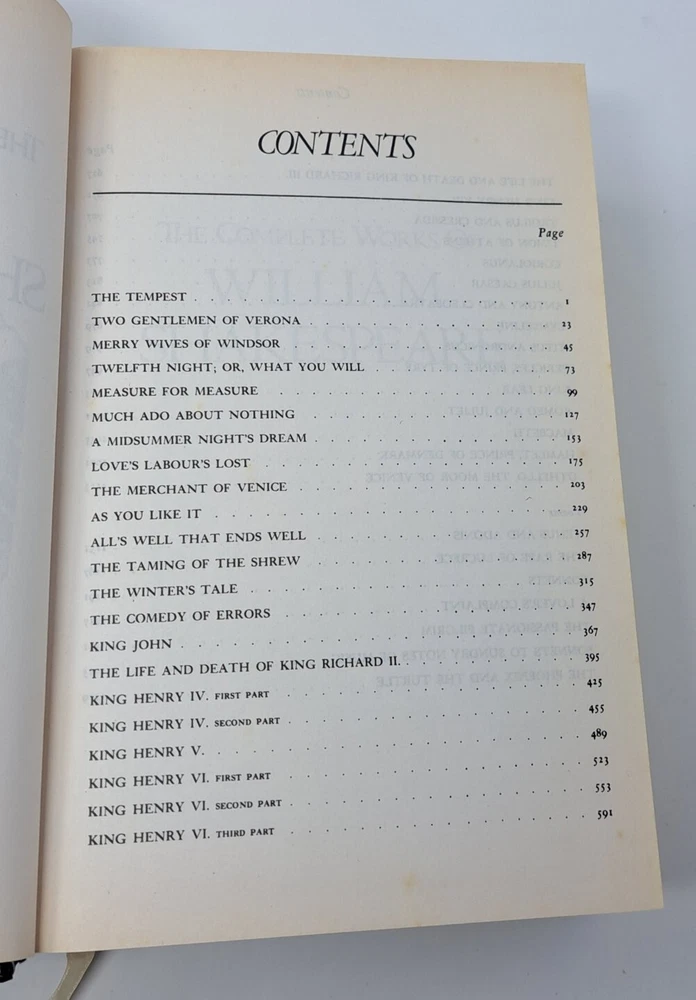 CONTENTS
Page
THE TEMPEST . . . . . . . . . . . . . . . 1
TWO GENTLEMEN OF VERONA . . . . . . . . . . 23
MERRY WIVES OF WINDSOR . . . . . . . . . . 45
TWELFTH NIGHT; OR, WHAT YOU WILL . . . . . . . 73
MEASURE FOR MEASURE . . . . . . . . . . . 99
MUCH ADO ABOUT NOTHING . . . . . . . . . . 127
A MIDSUMMER NIGHT'S DREAM . . . . . . . . . . 153
LOVE'S LABOUR'S LOST . . . . . . . . . . . 175
THE MERCHANT OF VENICE . . . . . . . . . . 203
AS YOU LIKE IT . . . . . . . . . . . . . 229
ALL'S WELL THAT ENDS WELL . . . . . . . . . . 257
THE TAMING OF THE SHREW . . . . . . . . . . 287
THE WINTER'S TALE . . . . . . . . . . . . 315
THE COMEDY OF ERRORS . . . . . . . . . . . 347
KING JOHN . . . . . . . . . . . . . . . 367
THE LIFE AND DEATH OF KING RICHARD II. . . . . . . . 395
KING HENRY IV. FIRST PART . . . . . . . . . . 425
KING HENRY IV. SECOND PART . . . . . . . . . . 455
KING HENRY V. . . . . . . . . . . . . . 489
KING HENRY VI. FIRST PART . . . . . . . . . . 523
KING HENRY VI. SECOND PART . . . . . . . . . . 553
KING HENRY VI. THIRD PART . . . . . . . . . . 591